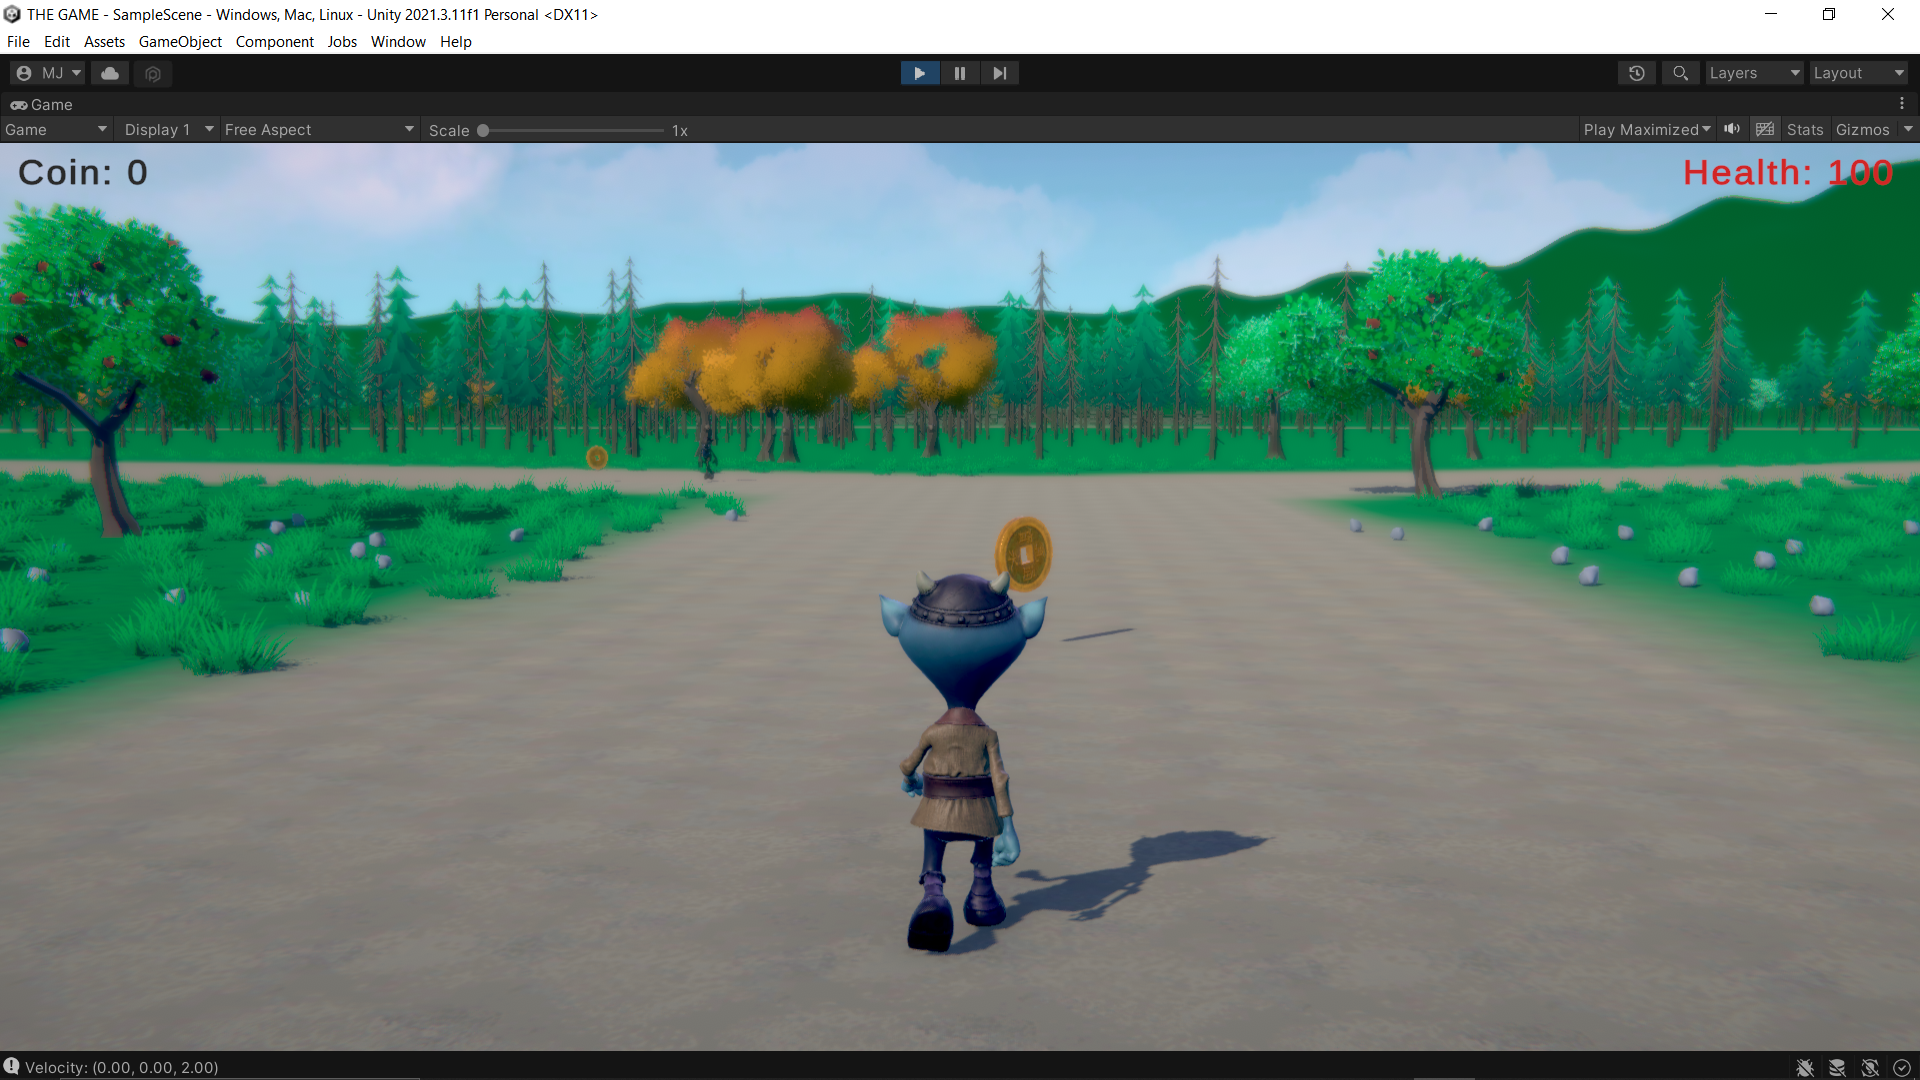 THE GAME - SampleScene - Windows, Mac, Linux - Unity 2021.3.11f1 Personal <DX11>
File Edit Assets GameObject Component Jobs Window Help
MJ Layers Layout
Game
Game Display 1 Free Aspect Scale 1x Play Maximized Stats Gizmos
Coin: 0 Health: 100
Velocity: (0.00, 0.00, 2.00)